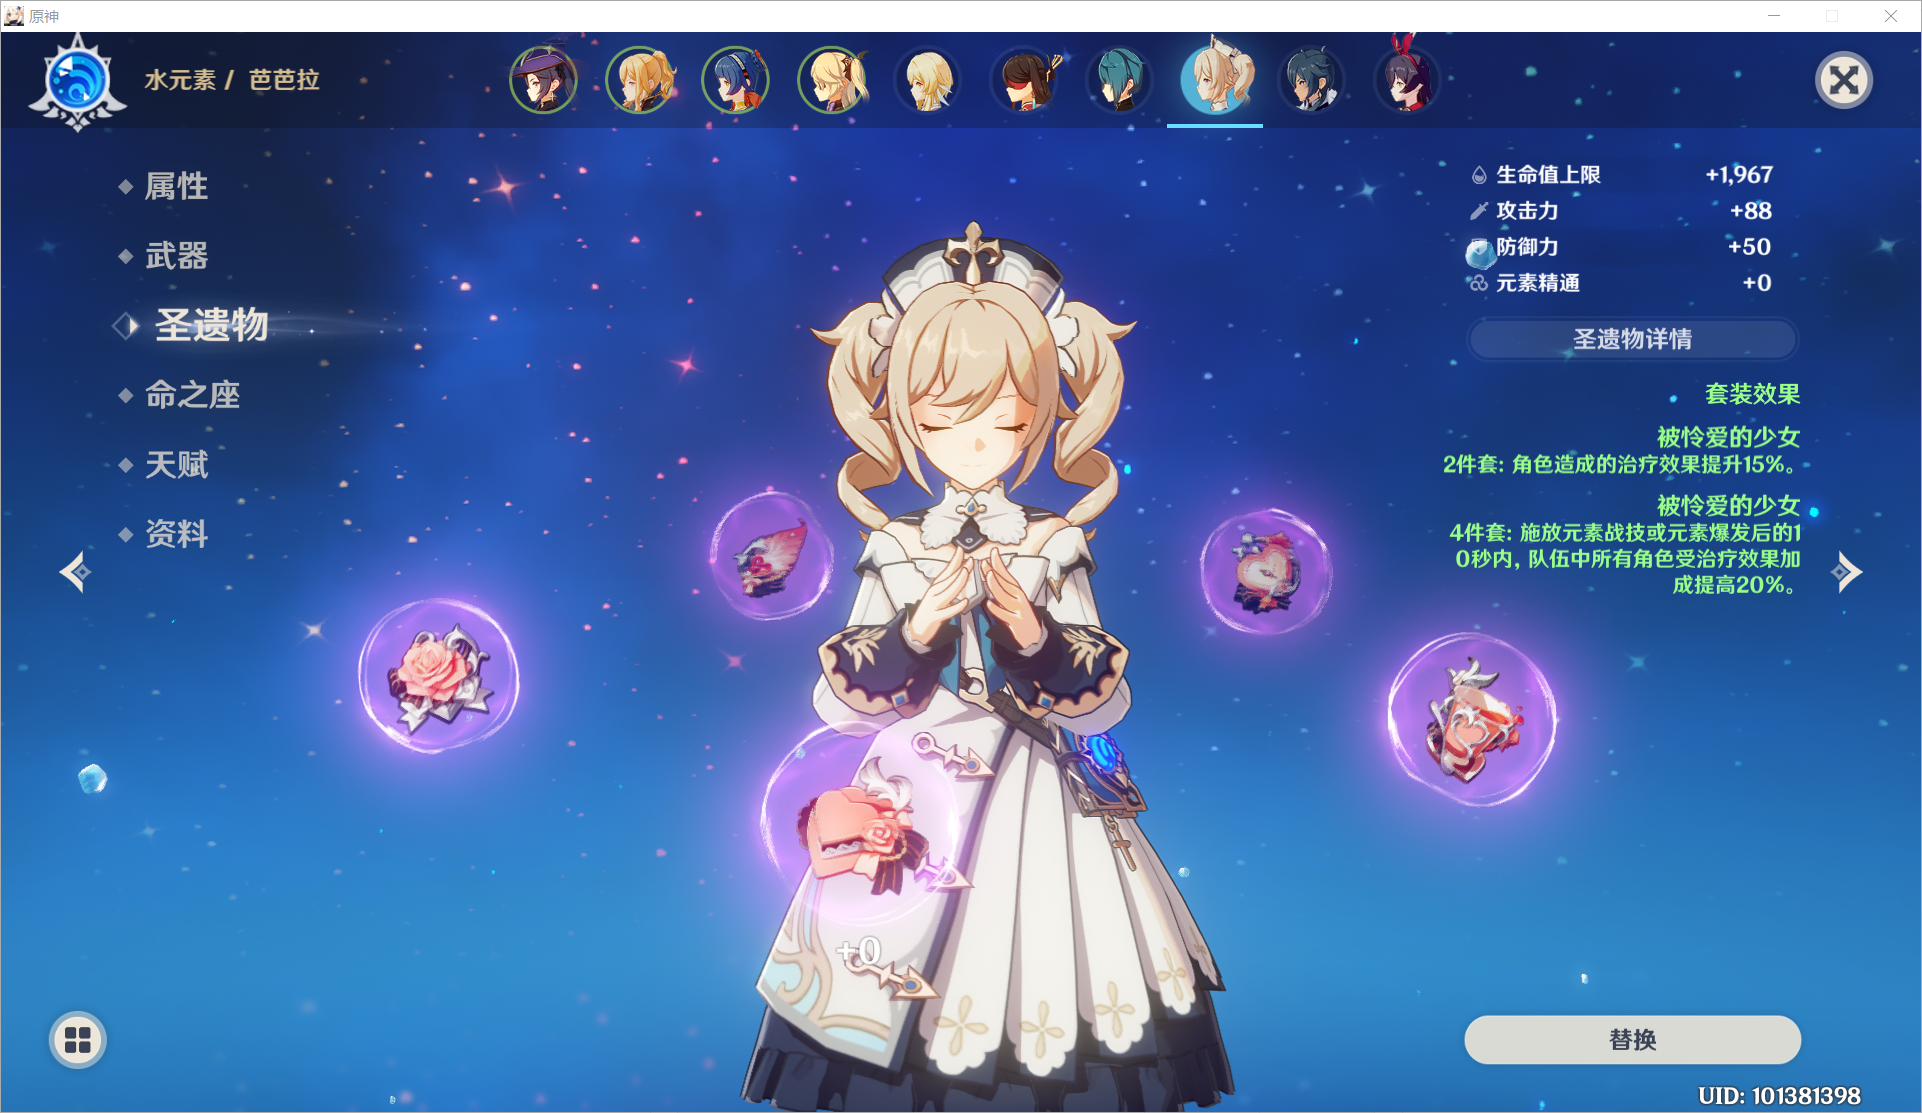 原神
水元素 / 芭芭拉
属性
武器
圣遗物
命之座
天赋
资料
生命值上限 +1,967
攻击力 +88
防御力 +50
元素精通 +0
圣遗物详情
套装效果
被怜爱的少女
2件套: 角色造成的治疗效果提升15%。
被怜爱的少女
4件套: 施放元素战技或元素爆发后的1
0秒内, 队伍中所有角色受治疗效果加
成提高20%。
+0
替换
UID: 101381398